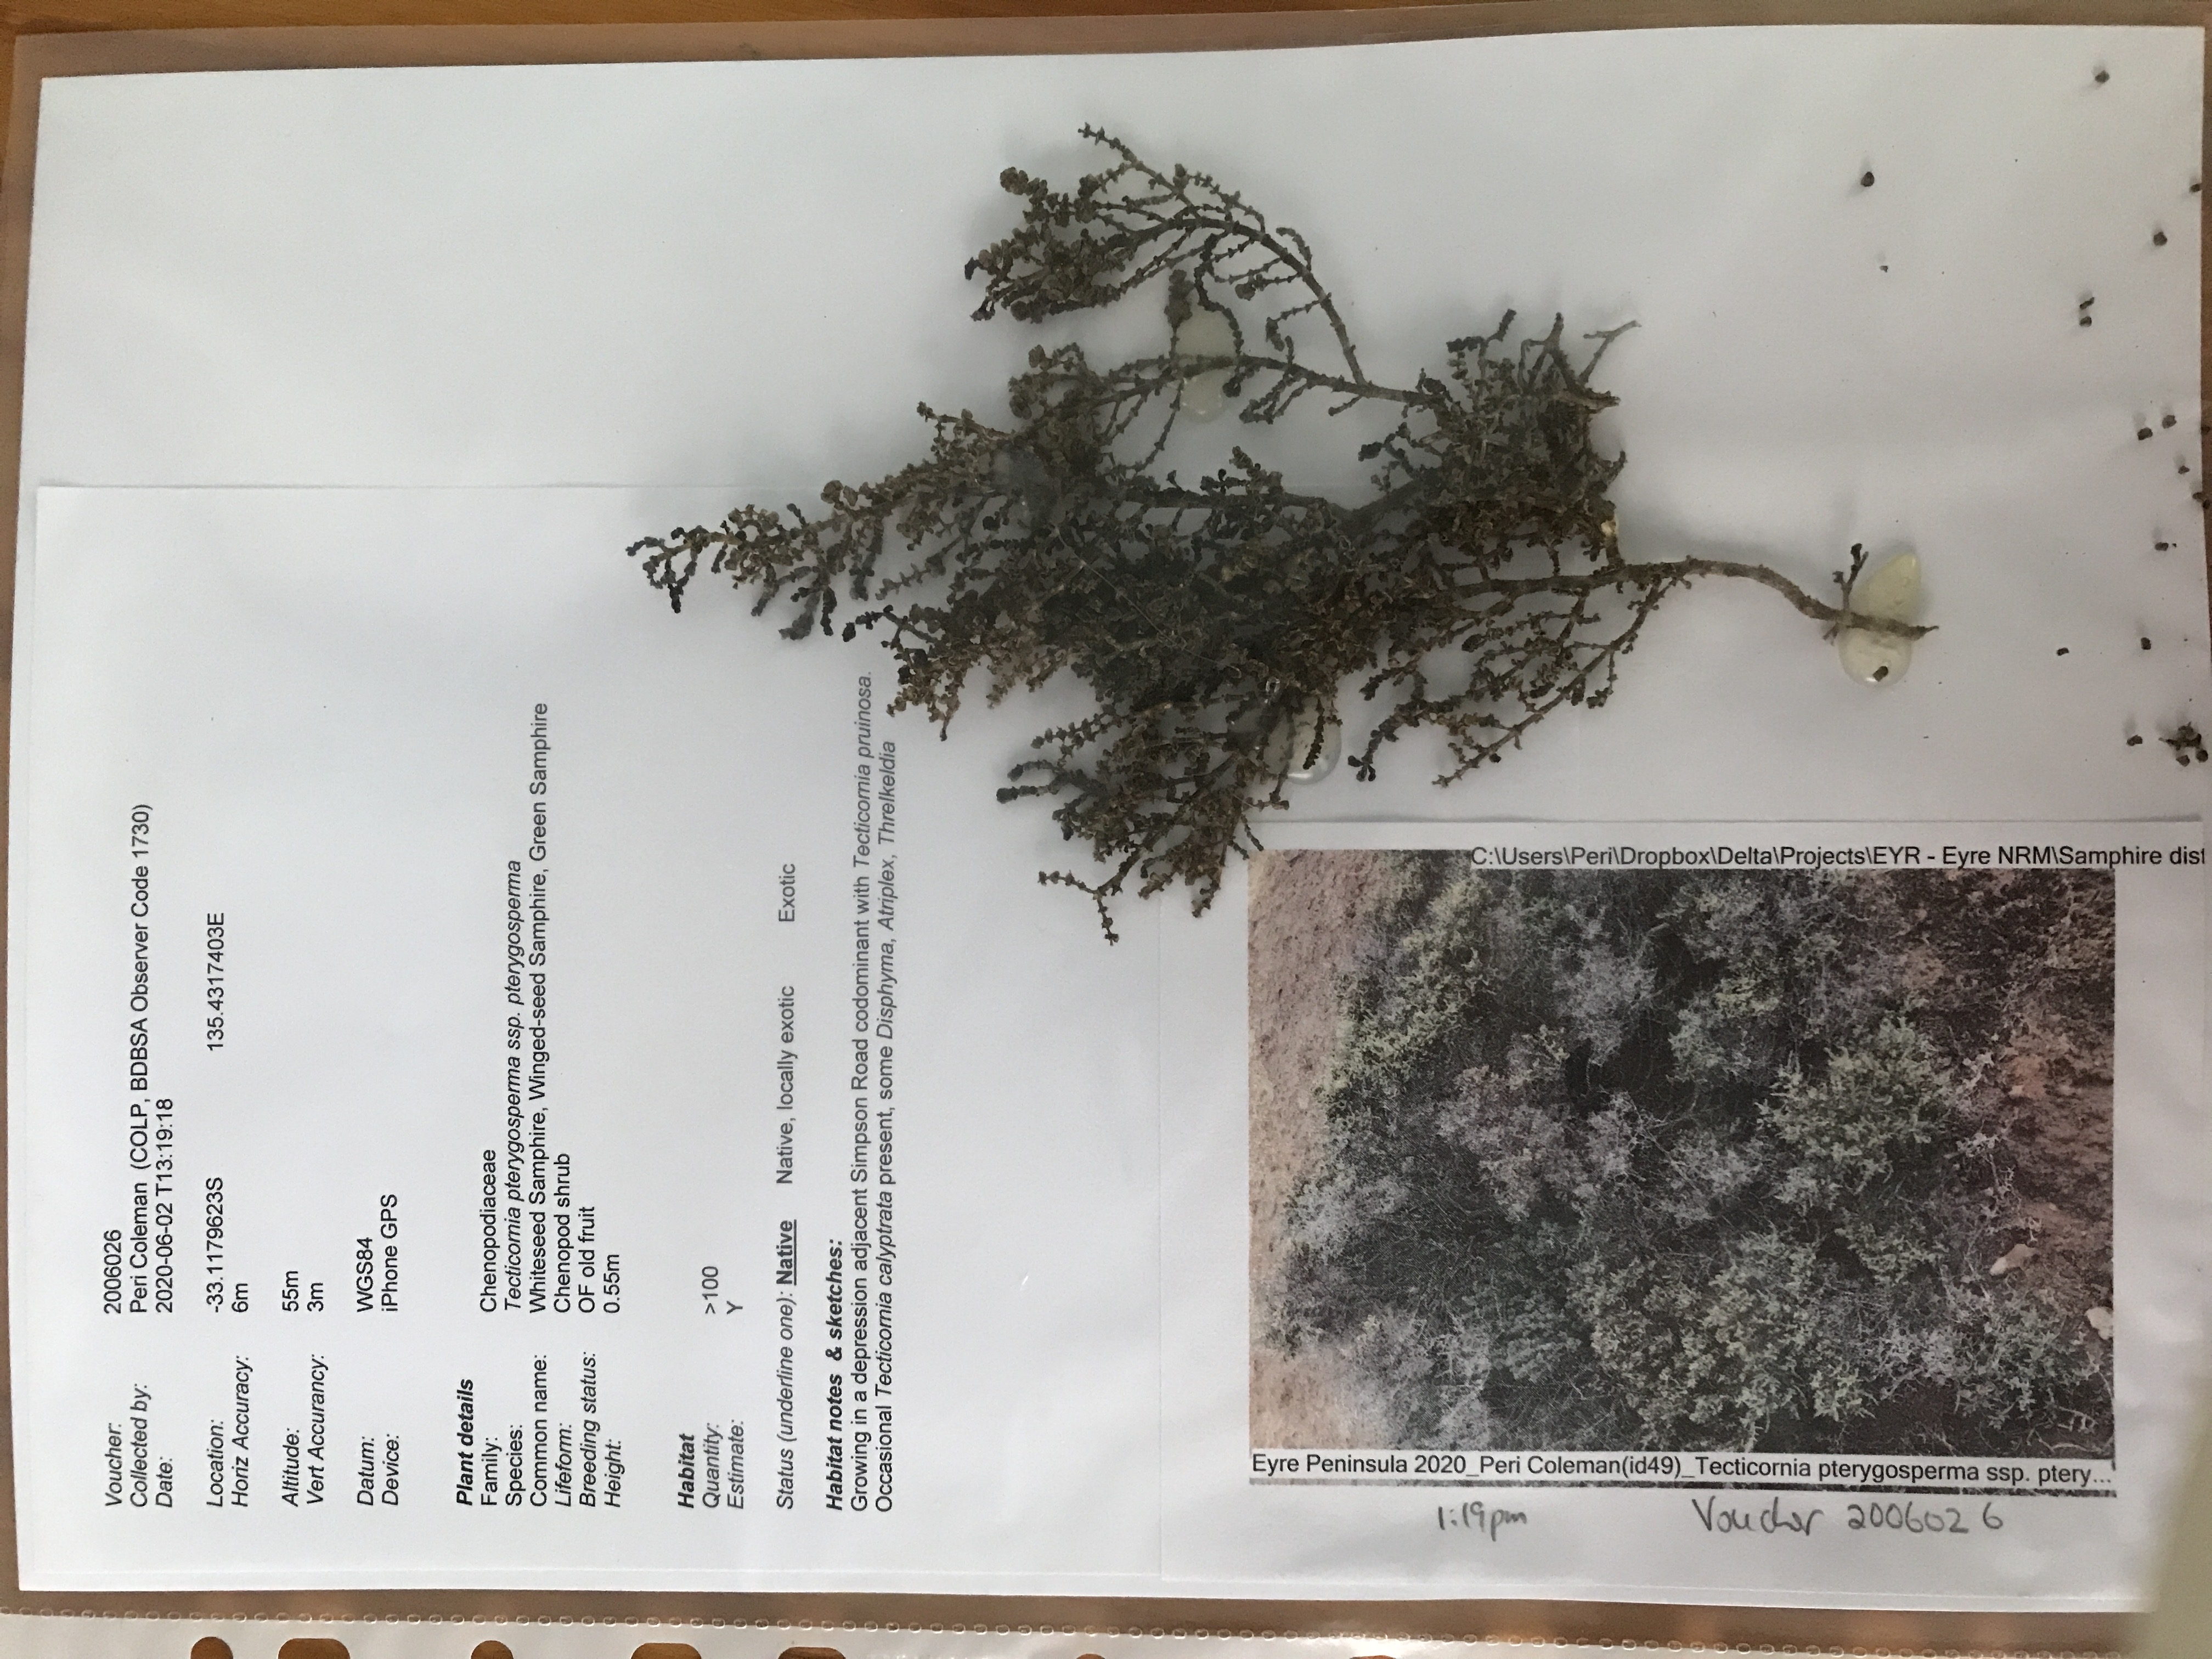 Voucher: 2006026
Collected by: Peri Coleman (COLP, BDBSA Observer Code 1730)
Date: 2020-06-02 T13:19:18
Location: -33.1179623S 135.4317403E
Horiz Accuracy: 6m
Altitude: 55m
Vert Accurancy: 3m
Datum: WGS84
Device: iPhone GPS
Plant details
Family: Chenopodiaceae
Species: Tecticornia pterygosperma ssp. pterygosperma
Common name: Whiteseed Samphire, Winged-seed Samphire, Green Samphire
Lifeform: Chenopod shrub
Breeding status: OF old fruit
Height: 0.55m
Habitat
Quantity: >100
Estimate: Y
Status (underline one): Native Native, locally exotic Exotic
Habitat notes & sketches:
Growing in a depression adjacent Simpson Road codominant with Tecticornia pruinosa.
Occasional Tecticornia calyptrata present, some Disphyma, Atriplex, Threlkeldia
C:\Users\Peri\Dropbox\Delta\Projects\EYR - Eyre NRM\Samphire dist
Eyre Peninsula 2020_Peri Coleman(id49)_Tecticornia pterygosperma ssp. ptery...
1:19pm Voucher 2006026